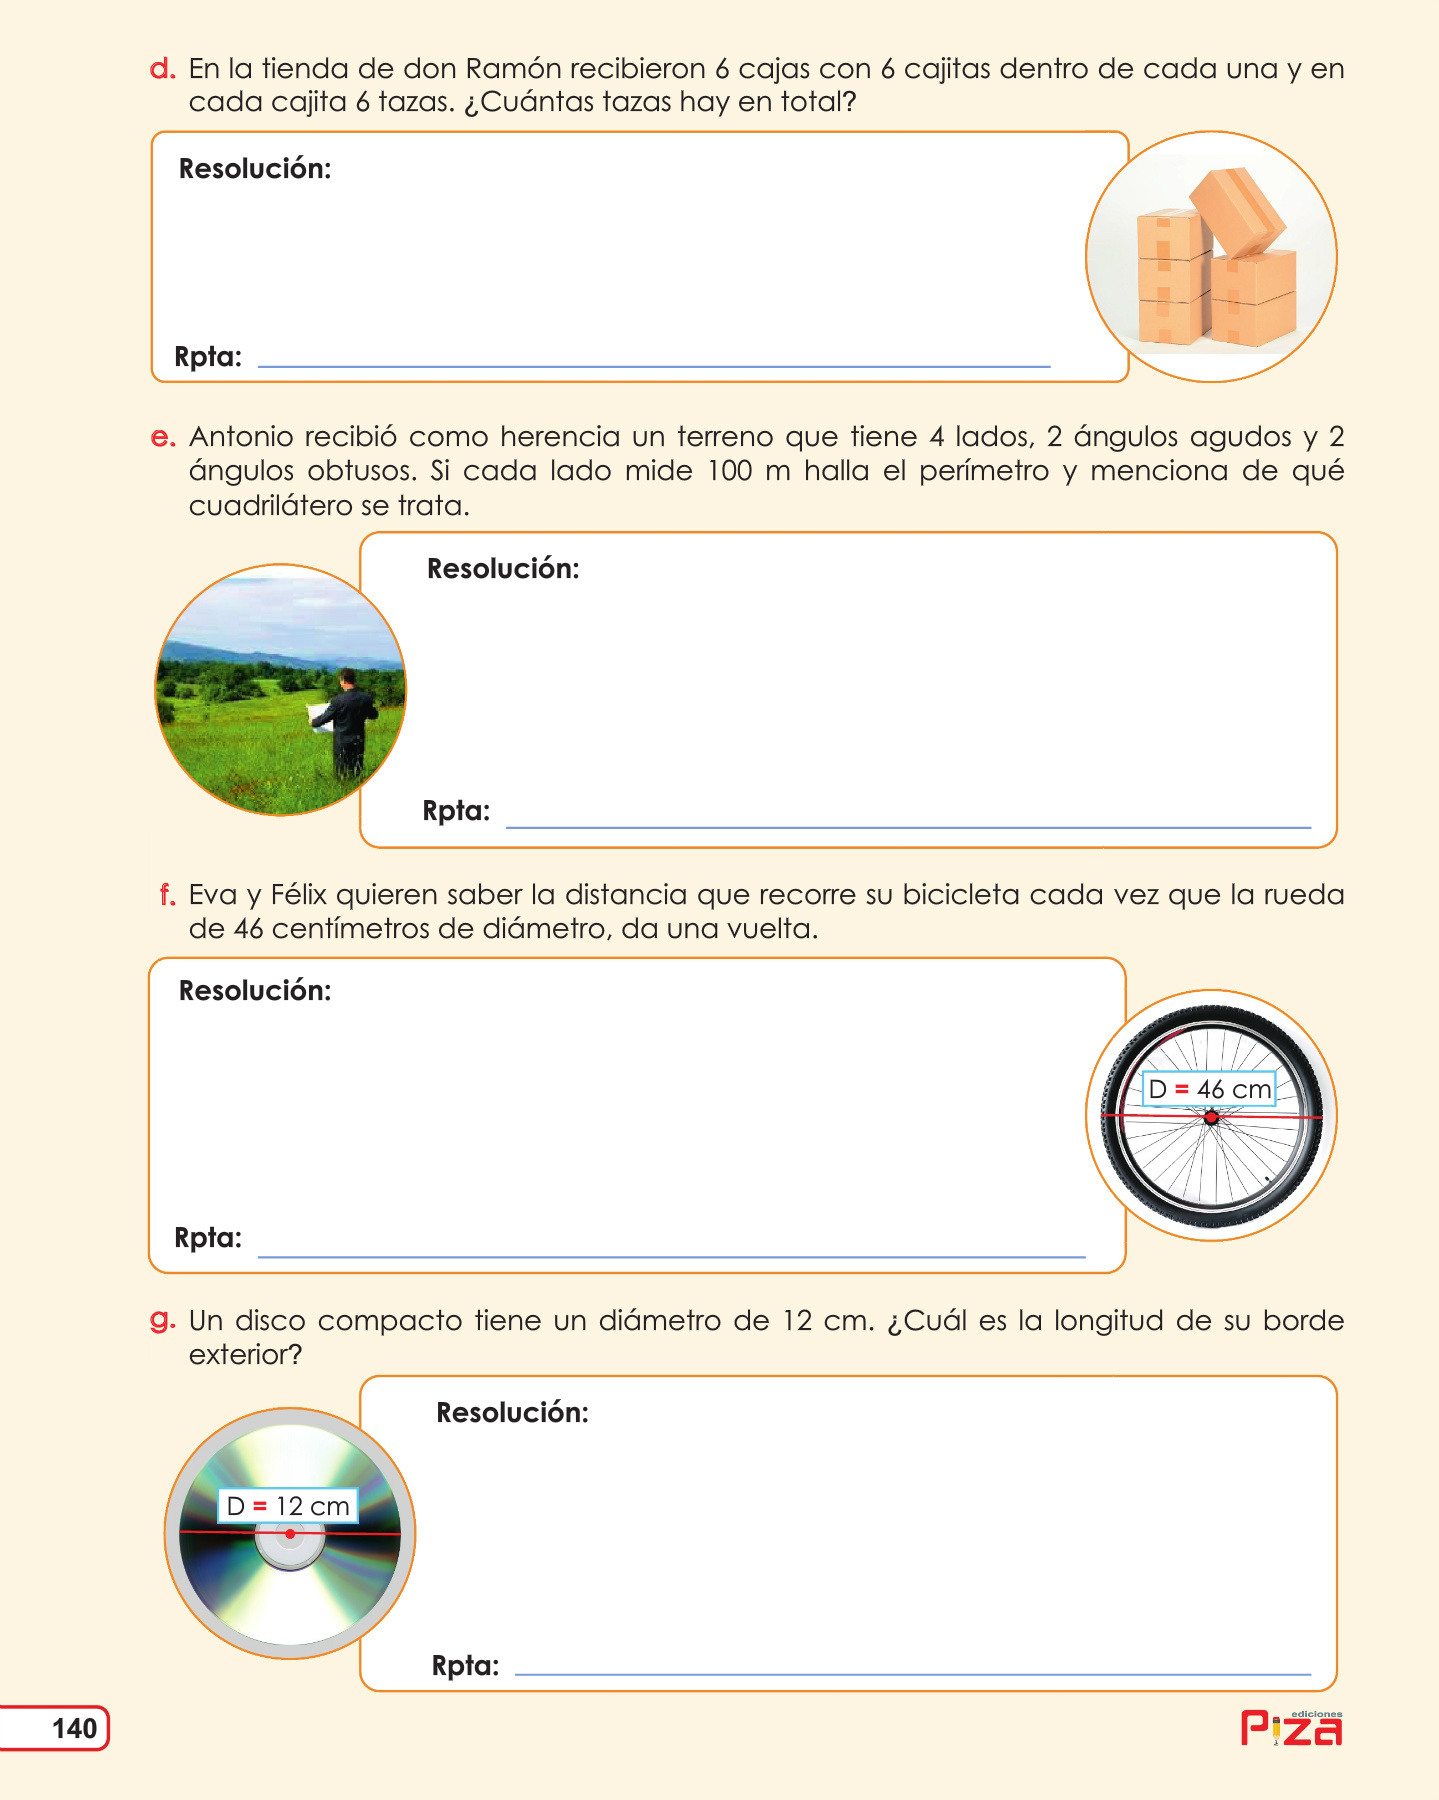 d. En la tienda de don Ramón recibieron 6 cajas con 6 cajitas dentro de cada una y en
cada cajita 6 tazas. ¿Cuántas tazas hay en total?
Resolución:
Rpta:
e. Antonio recibió como herencia un terreno que tiene 4 lados, 2 ángulos agudos y 2
ángulos obtusos. Si cada lado mide 100 m halla el perímetro y menciona de qué
cuadrilátero se trata.
Resolución:
Rpta:
f. Eva y Félix quieren saber la distancia que recorre su bicicleta cada vez que la rueda
de 46 centímetros de diámetro, da una vuelta.
Resolución:
D = 46 cm
Rpta:
g. Un disco compacto tiene un diámetro de 12 cm. ¿Cuál es la longitud de su borde
exterior?
Resolución:
D = 12 cm
Rpta:
140
ediciones
Piza